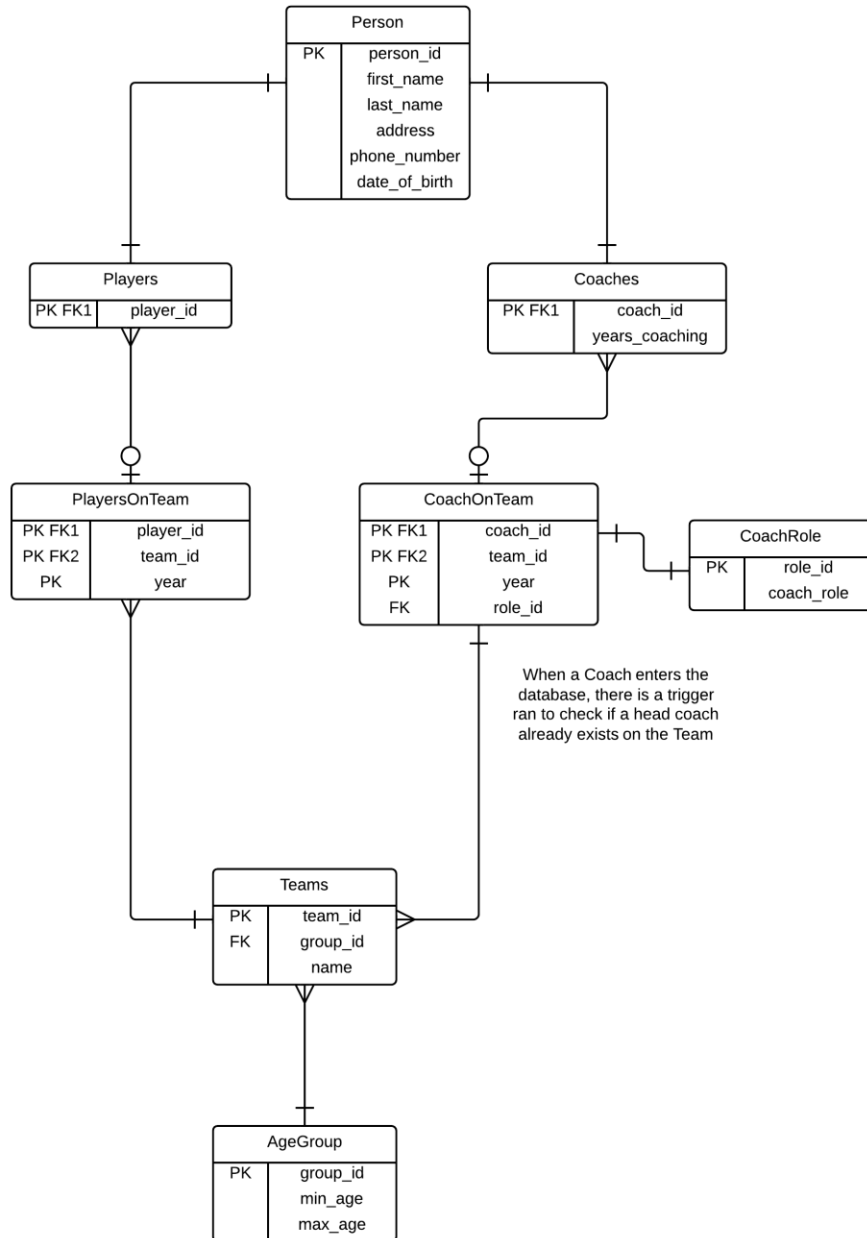 Person
PK person_id
first_name
last_name
address
phone_number
date_of_birth
Players
PK FK1 player_id
Coaches
PK FK1 coach_id
years_coaching
PlayersOnTeam
PK FK1 player_id
PK FK2 team_id
PK year
CoachOnTeam
PK FK1 coach_id
PK FK2 team_id
PK year
FK role_id
CoachRole
PK role_id
coach_role
When a Coach enters the
database, there is a trigger
ran to check if a head coach
already exists on the Team
Teams
PK team_id
FK group_id
name
AgeGroup
PK group_id
min_age
max_age